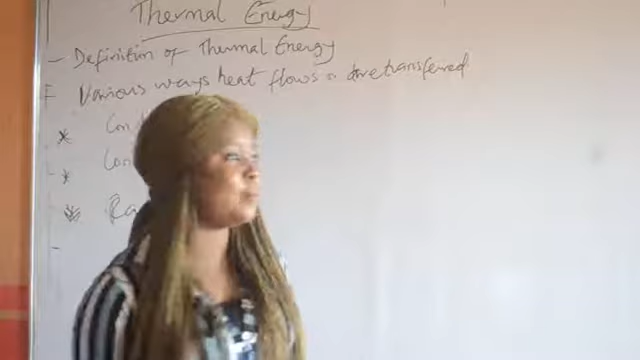 Thermal Energy
- Definition of Thermal Energy
Various ways heat flows or are transferred
* Con
* Con
* Ra
-